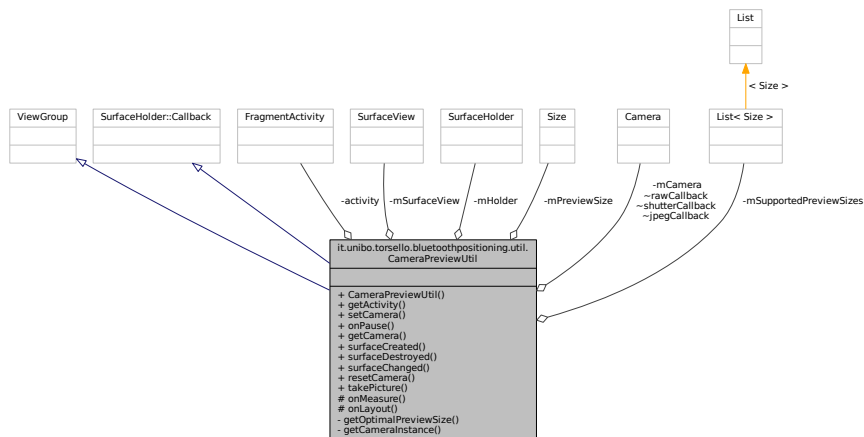 List
< Size >
ViewGroup
SurfaceHolder::Callback
FragmentActivity
SurfaceView
SurfaceHolder
Size
Camera
List< Size >
-activity
-mSurfaceView
-mHolder
-mPreviewSize
-mCamera
~rawCallback
~shutterCallback
~jpegCallback
-mSupportedPreviewSizes
it.unibo.torsello.bluetoothpositioning.util.
CameraPreviewUtil
+ CameraPreviewUtil()
+ getActivity()
+ setCamera()
+ onPause()
+ getCamera()
+ surfaceCreated()
+ surfaceDestroyed()
+ surfaceChanged()
+ resetCamera()
+ takePicture()
# onMeasure()
# onLayout()
- getOptimalPreviewSize()
- getCameraInstance()